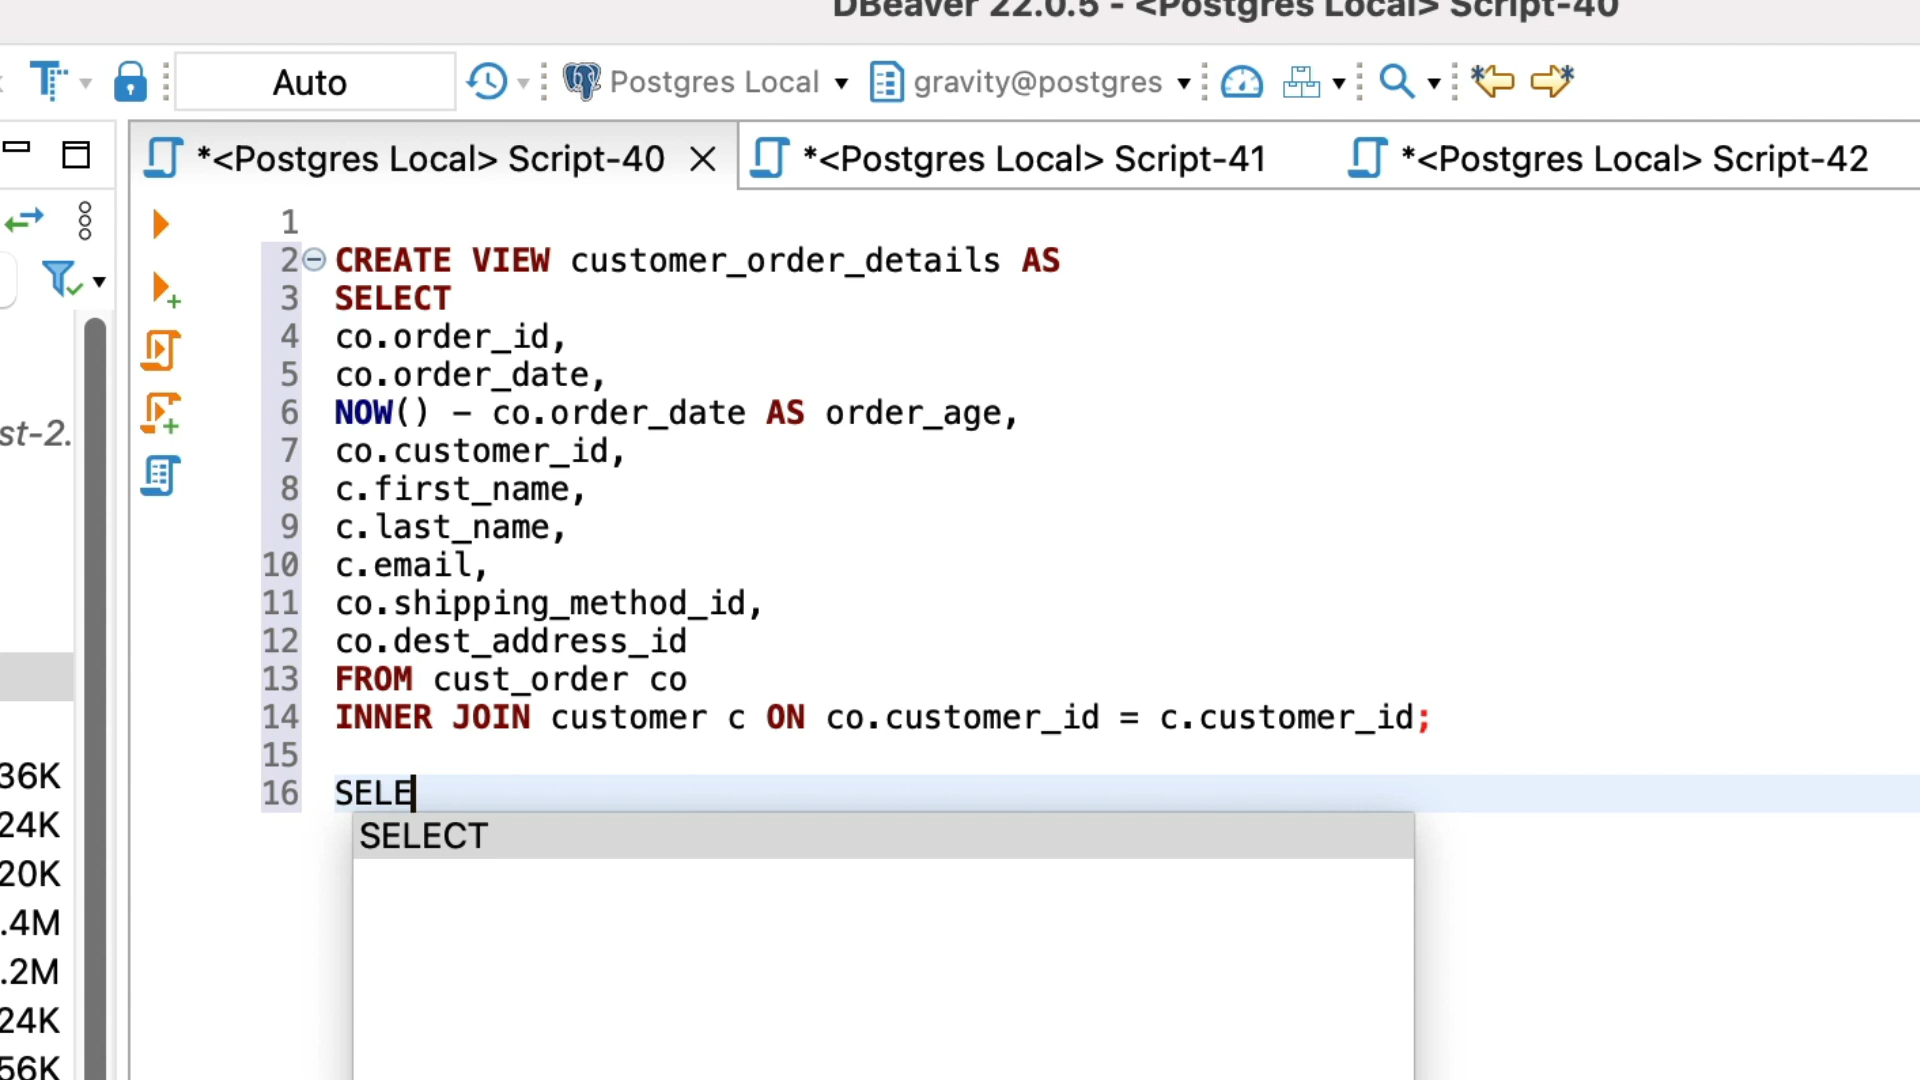 DBeaver 22.0.5 - <Postgres Local> Script-40
Auto
Postgres Local
gravity@postgres
*<Postgres Local> Script-40
*<Postgres Local> Script-41
*<Postgres Local> Script-42
1
2 CREATE VIEW customer_order_details AS
3 SELECT
4 co.order_id,
5 co.order_date,
6 NOW() - co.order_date AS order_age,
7 co.customer_id,
8 c.first_name,
9 c.last_name,
10 c.email,
11 co.shipping_method_id,
12 co.dest_address_id
13 FROM cust_order co
14 INNER JOIN customer c ON co.customer_id = c.customer_id;
15
16 SELE
SELECT
st-2.
36K
24K
20K
.4M
.2M
24K
56K